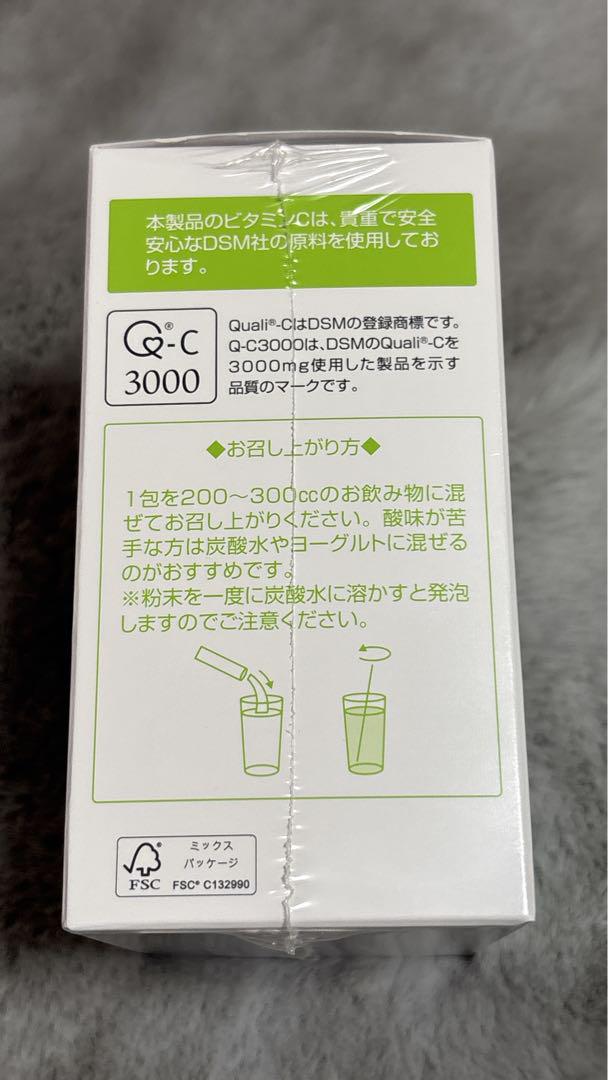 本製品のビタミンCは、貴重で安全
安心なDSM社の原料を使用してお
ります。
Q®-C
3000
Quali®-CはDSMの登録商標です。
Q-C3000は、DSMのQuali®-Cを
3000mg使用した製品を示す
品質のマークです。
◆お召し上がり方◆
1包を200〜300ccのお飲み物に混
ぜてお召し上がりください。酸味が苦
手な方は炭酸水やヨーグルトに混ぜる
のがおすすめです。
※粉末を一度に炭酸水に溶かすと発泡
しますのでご注意ください。
FSC
ミックス
パッケージ
FSC® C132990